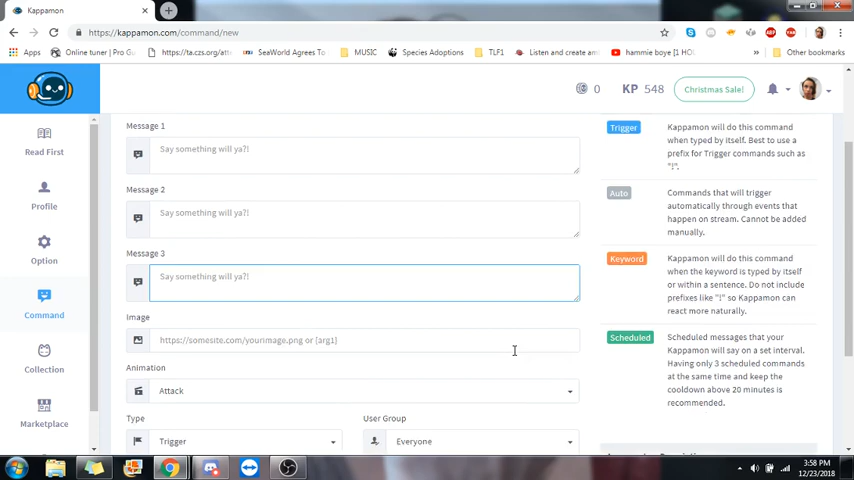 Kappamon
https://kappamon.com/command/new
Apps
Online tuner | Pro Gu
https://ta.czs.org/atte
SeaWorld Agrees To
MUSIC
Species Adoptions
TLF1
Listen and create am
hammie boye [1 HOU
Other bookmarks
0
KP 548
Christmas Sale!
Read First
Profile
Option
Command
Collection
Marketplace
Message 1
Say something will ya?!
Message 2
Say something will ya?!
Message 3
Say something will ya?!
Image
https://somesite.com/yourimage.png or [arg1]
Animation
Attack
Type
User Group
Trigger
Everyone
Trigger
Kappamon will do this command
when typed by itself. Best to use a
prefix for Trigger commands such as
"!".
Auto
Commands that will trigger
automatically through events that
happen on stream. Cannot be added
manually.
Keyword
Kappamon will do this command
when the keyword is typed by itself
or within a sentence. Do not include
prefixes like "!" so Kappamon can
react more naturally.
Scheduled
Scheduled messages that your
Kappamon will say on a set interval.
Having only 3 scheduled commands
at the same time and keep the
cooldown above 20 minutes is
recommended.
3:58 PM
12/23/2018